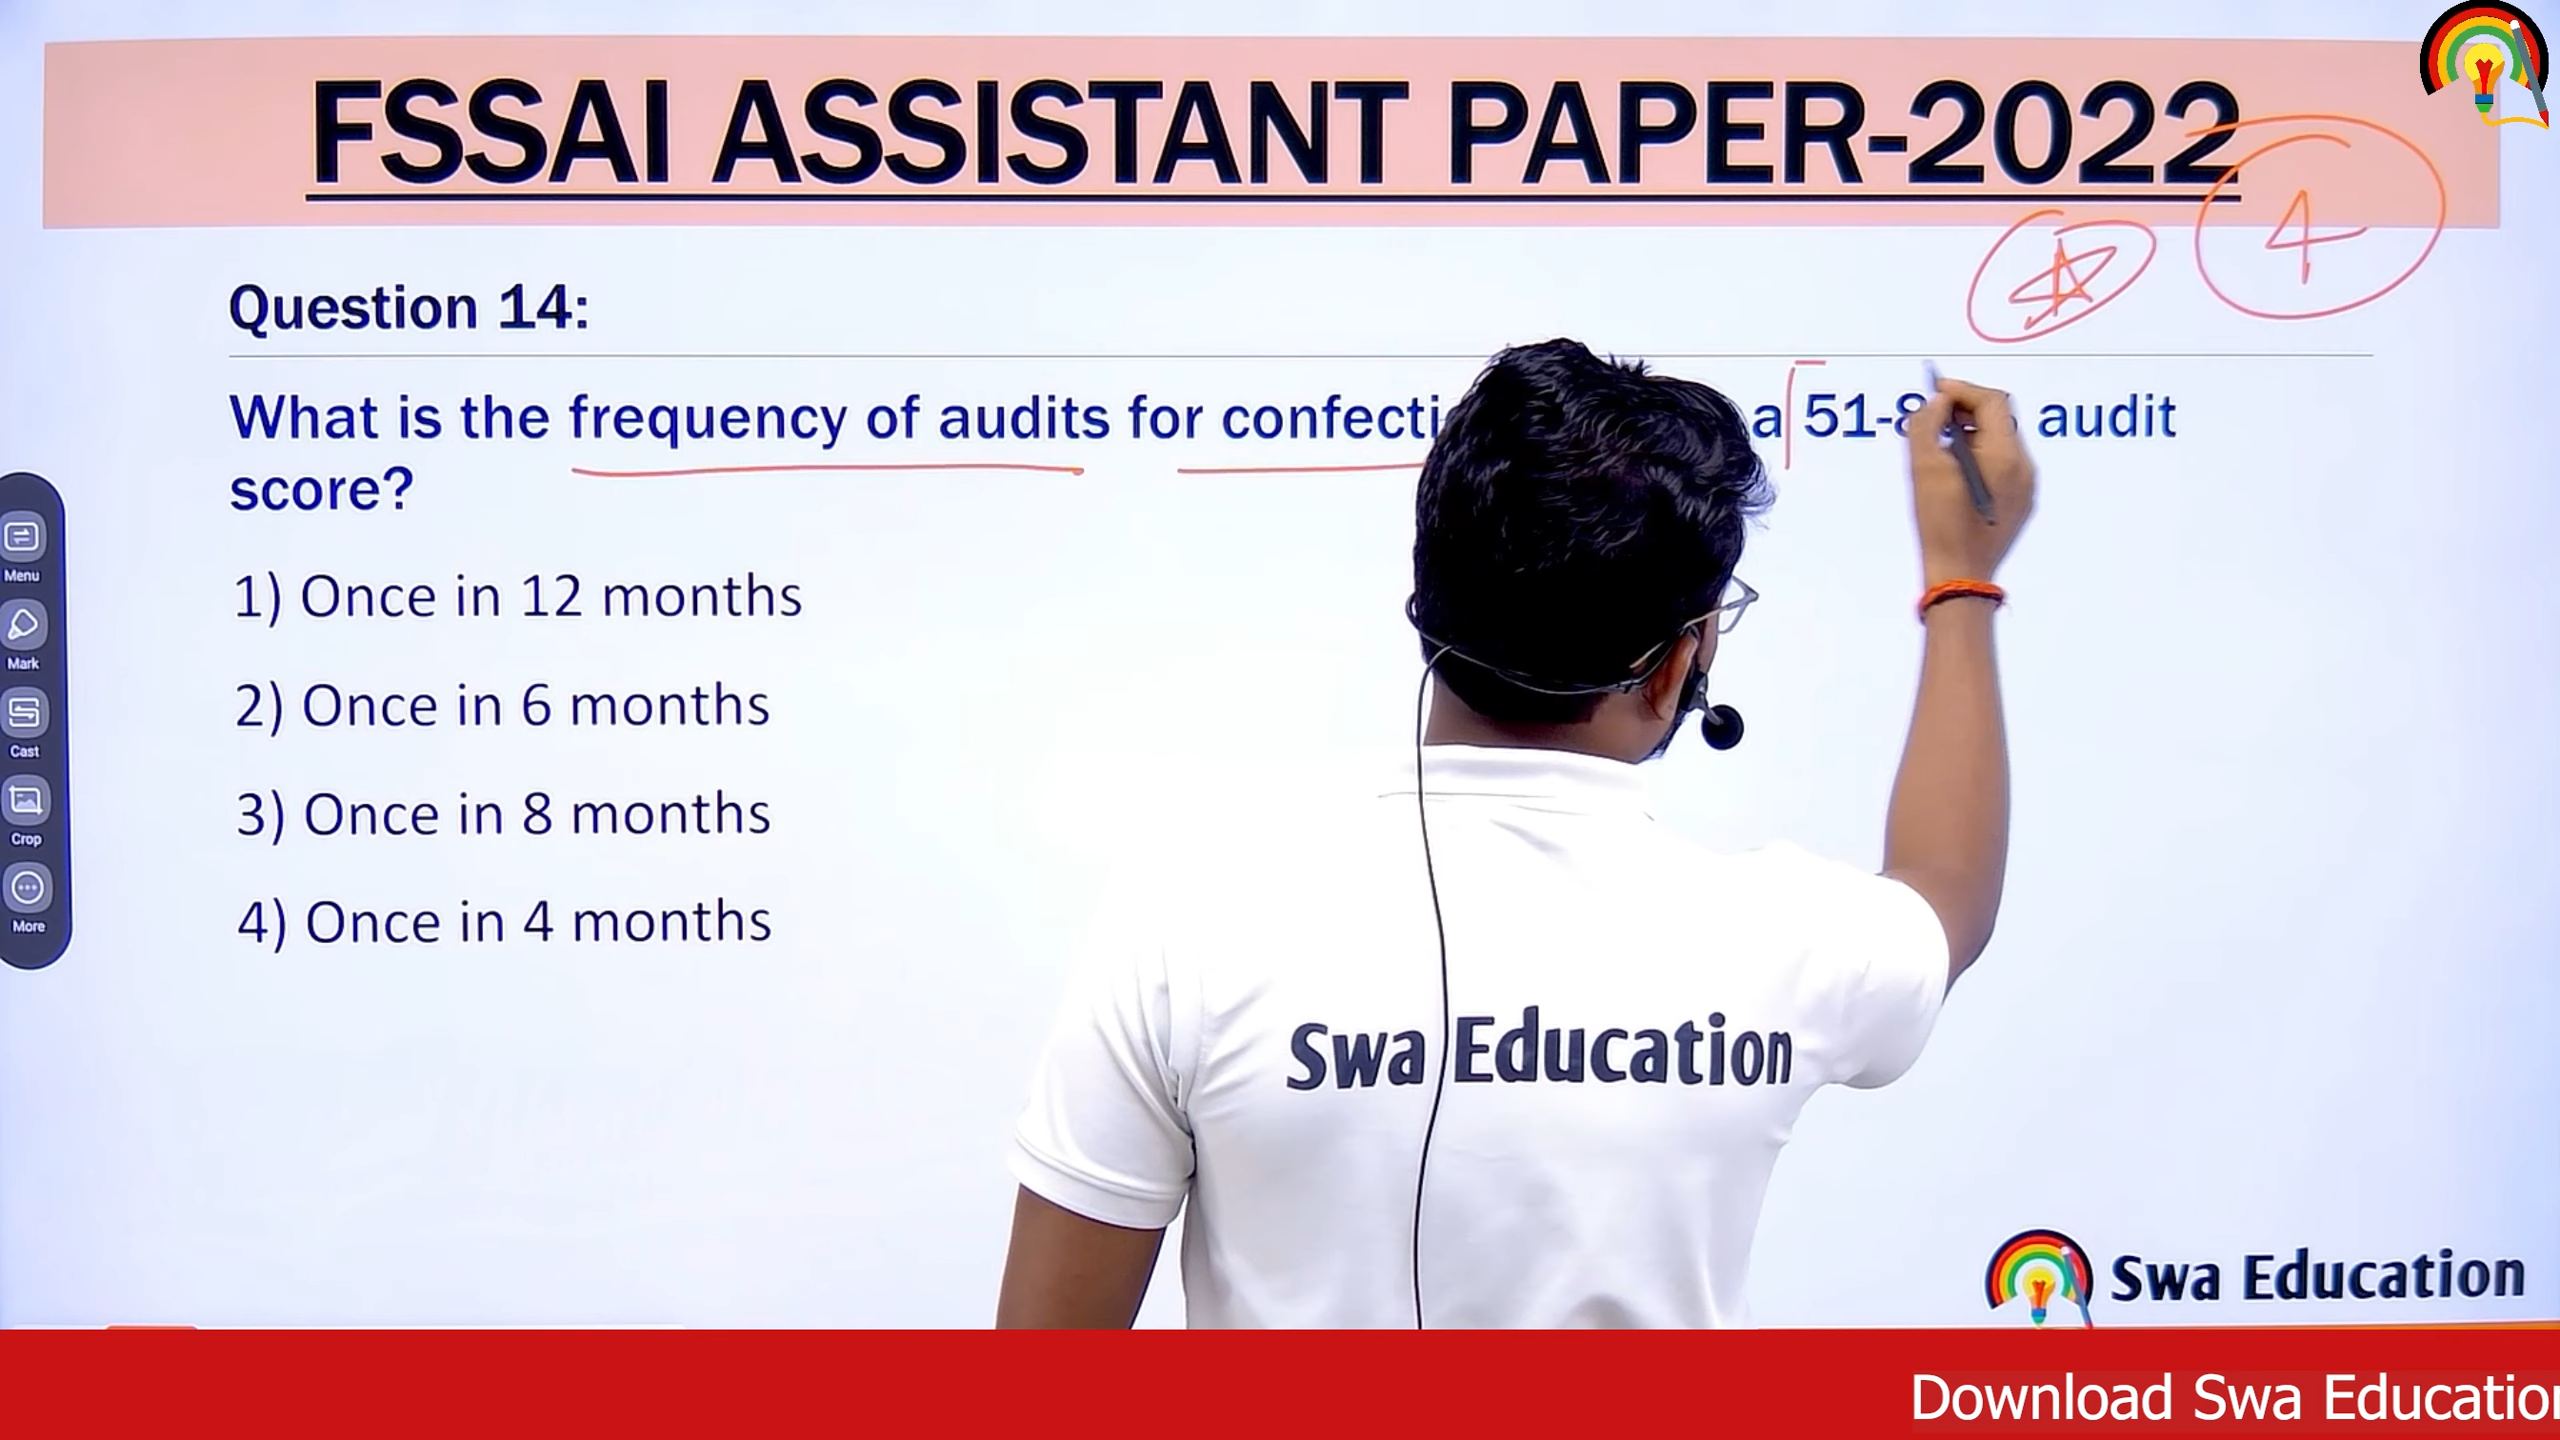 FSSAI ASSISTANT PAPER-2022
4
Question 14:
What is the frequency of audits for confecti a 51-8 audit
score?
1) Once in 12 months
2) Once in 6 months
3) Once in 8 months
4) Once in 4 months
Menu
Mark
Cast
Crop
More
Swa Education
Swa Education
Download Swa Education